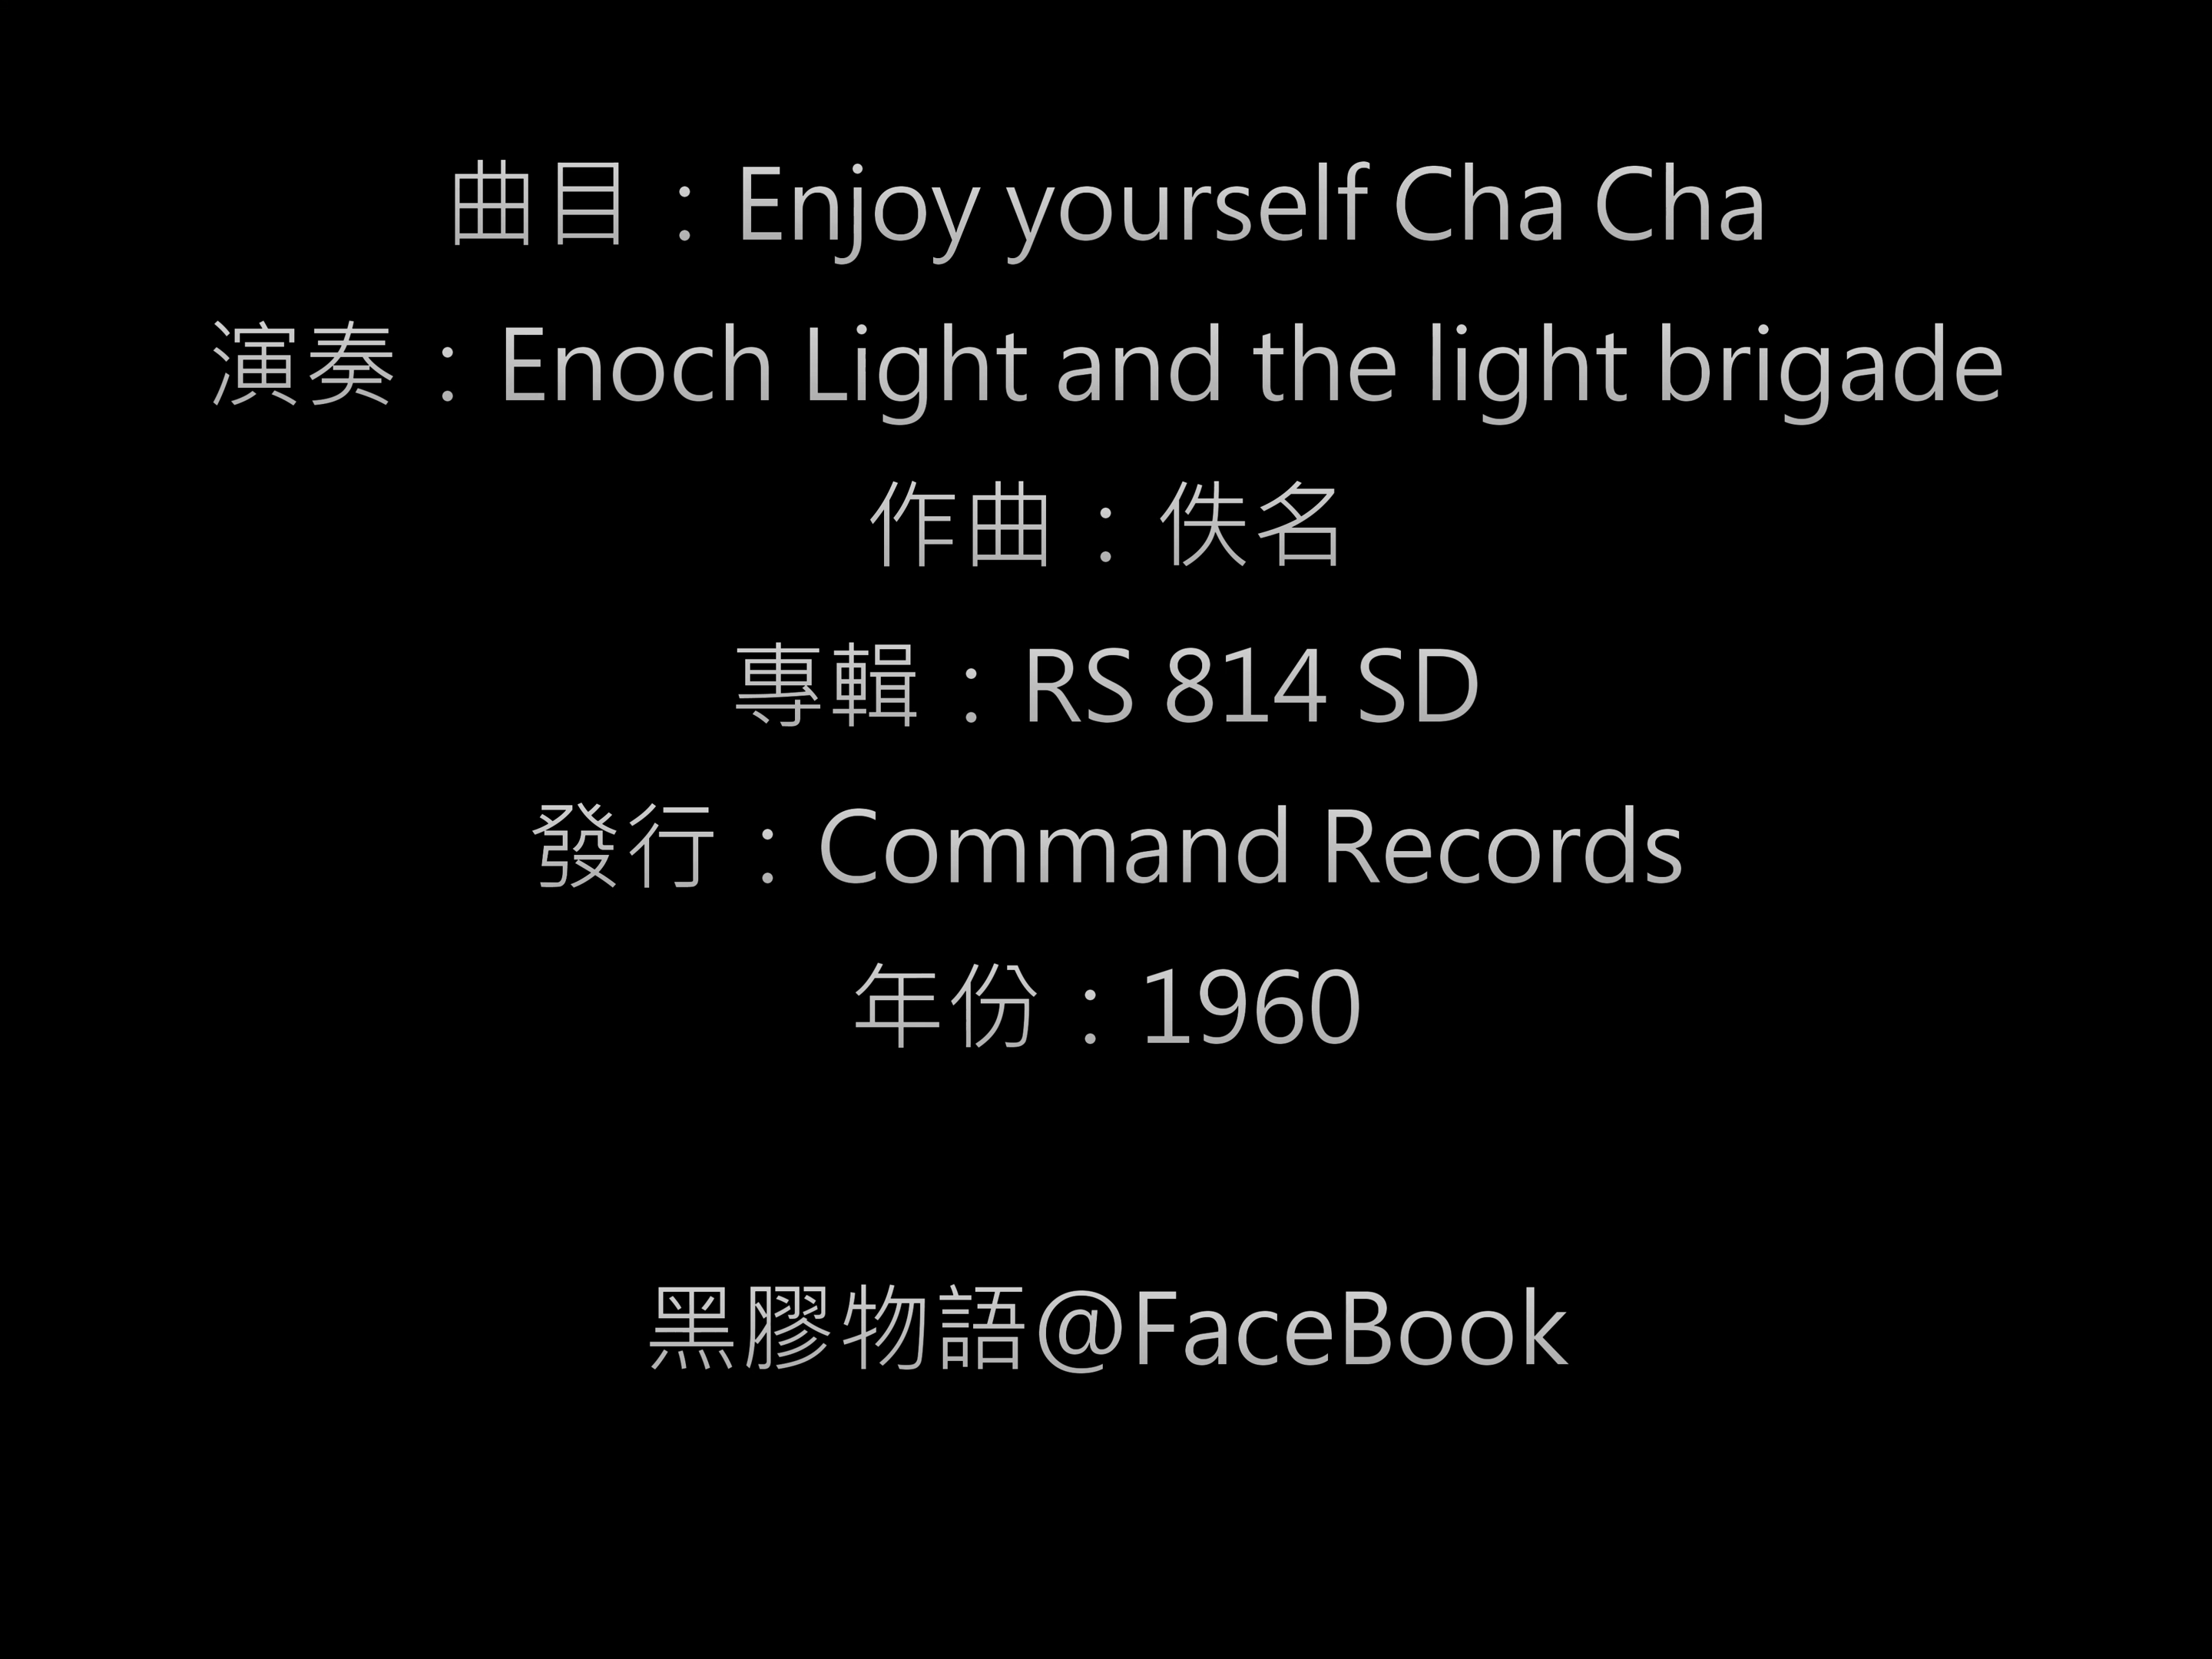 曲目：Enjoy yourself Cha Cha
演奏：Enoch Light and the light brigade
作曲：佚名
專輯：RS 814 SD
發行：Command Records
年份：1960
黑膠物語@FaceBook